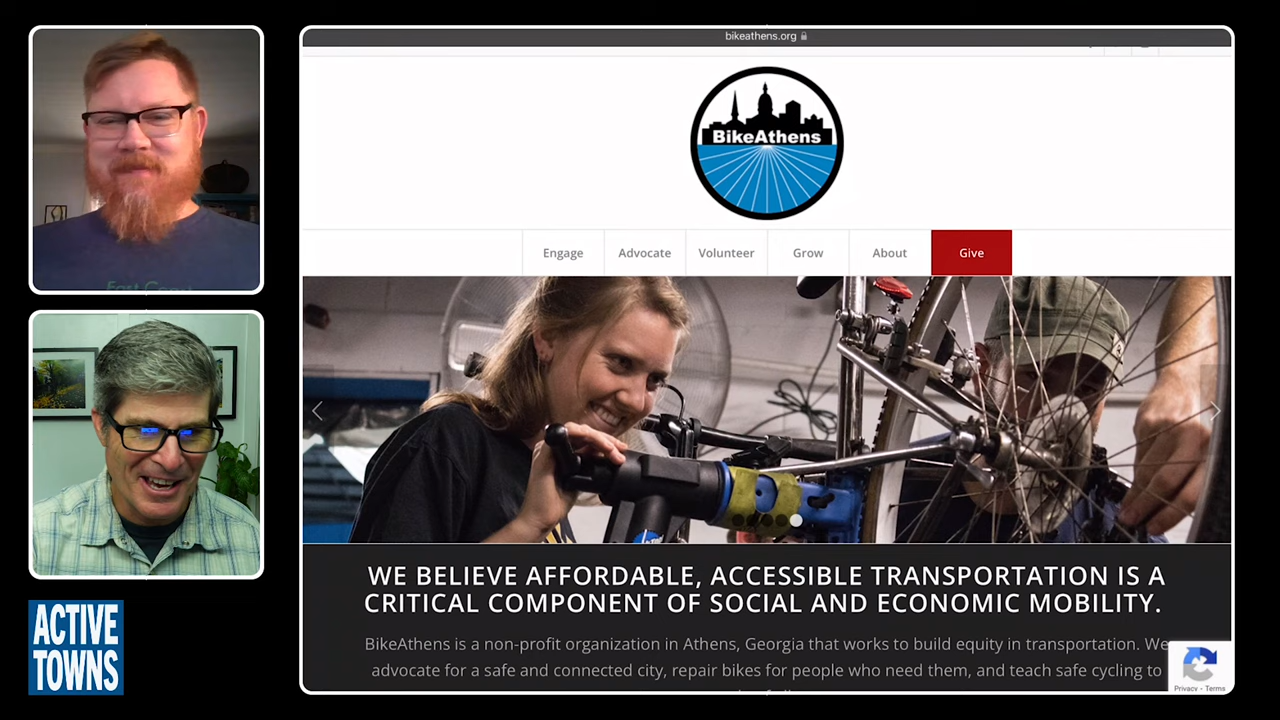 bikeathens.org
BikeAthens
Engage
Advocate
Volunteer
Grow
About
Give
WE BELIEVE AFFORDABLE, ACCESSIBLE TRANSPORTATION IS A
CRITICAL COMPONENT OF SOCIAL AND ECONOMIC MOBILITY.
BikeAthens is a non-profit organization in Athens, Georgia that works to build equity in transportation. We
advocate for a safe and connected city, repair bikes for people who need them, and teach safe cycling to
Privacy - Terms
ACTIVE
TOWNS